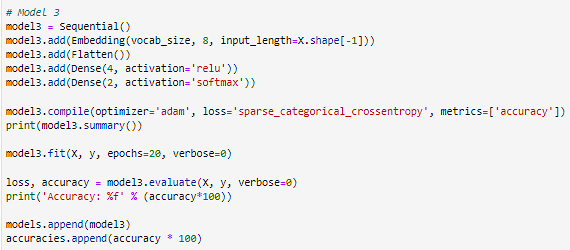 # Model 3
model3 = Sequential()
model3.add(Embedding(vocab_size, 8, input_length=X.shape[-1]))
model3.add(Flatten())
model3.add(Dense(4, activation='relu'))
model3.add(Dense(2, activation='softmax'))
model3.compile(optimizer='adam', loss='sparse_categorical_crossentropy', metrics=['accuracy'])
print(model3.summary())
model3.fit(X, y, epochs=20, verbose=0)
loss, accuracy = model3.evaluate(X, y, verbose=0)
print('Accuracy: %f' % (accuracy*100))
models.append(model3)
accuracies.append(accuracy * 100)